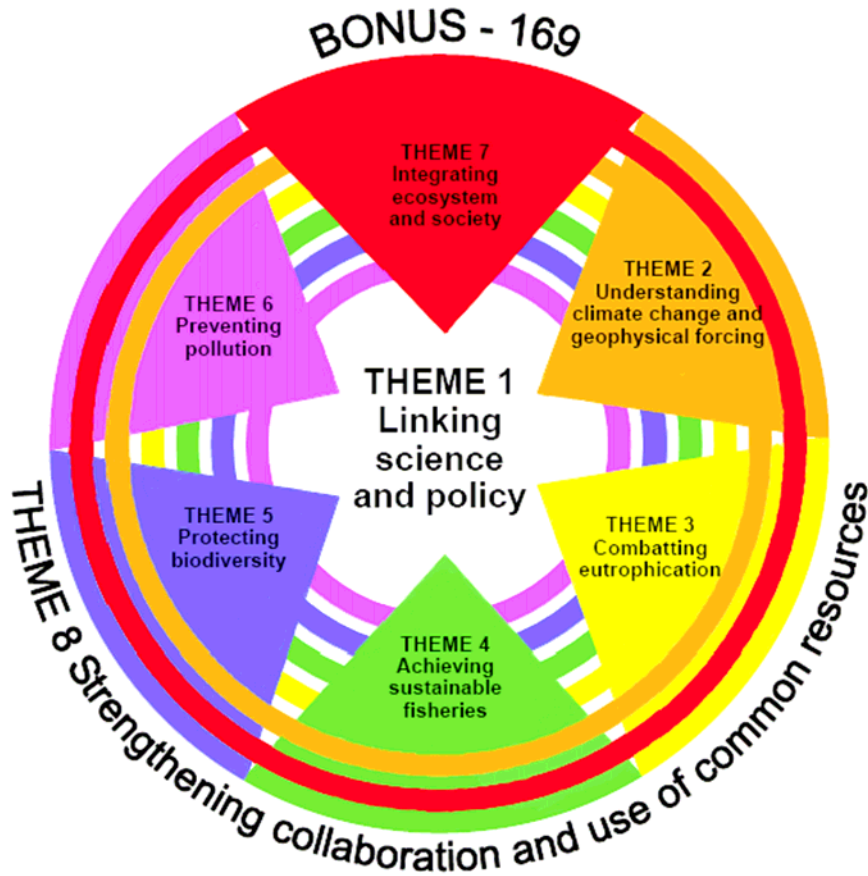 BONUS - 169
THEME 7
Integrating
ecosystem
and society
THEME 2
Understanding
climate change and
geophysical forcing
THEME 6
Preventing
pollution
THEME 1
Linking
science
and policy
THEME 5
Protecting
biodiversity
THEME 3
Combatting
eutrophication
THEME 4
Achieving
sustainable
fisheries
THEME 8 Strengthening collaboration and use of common resources